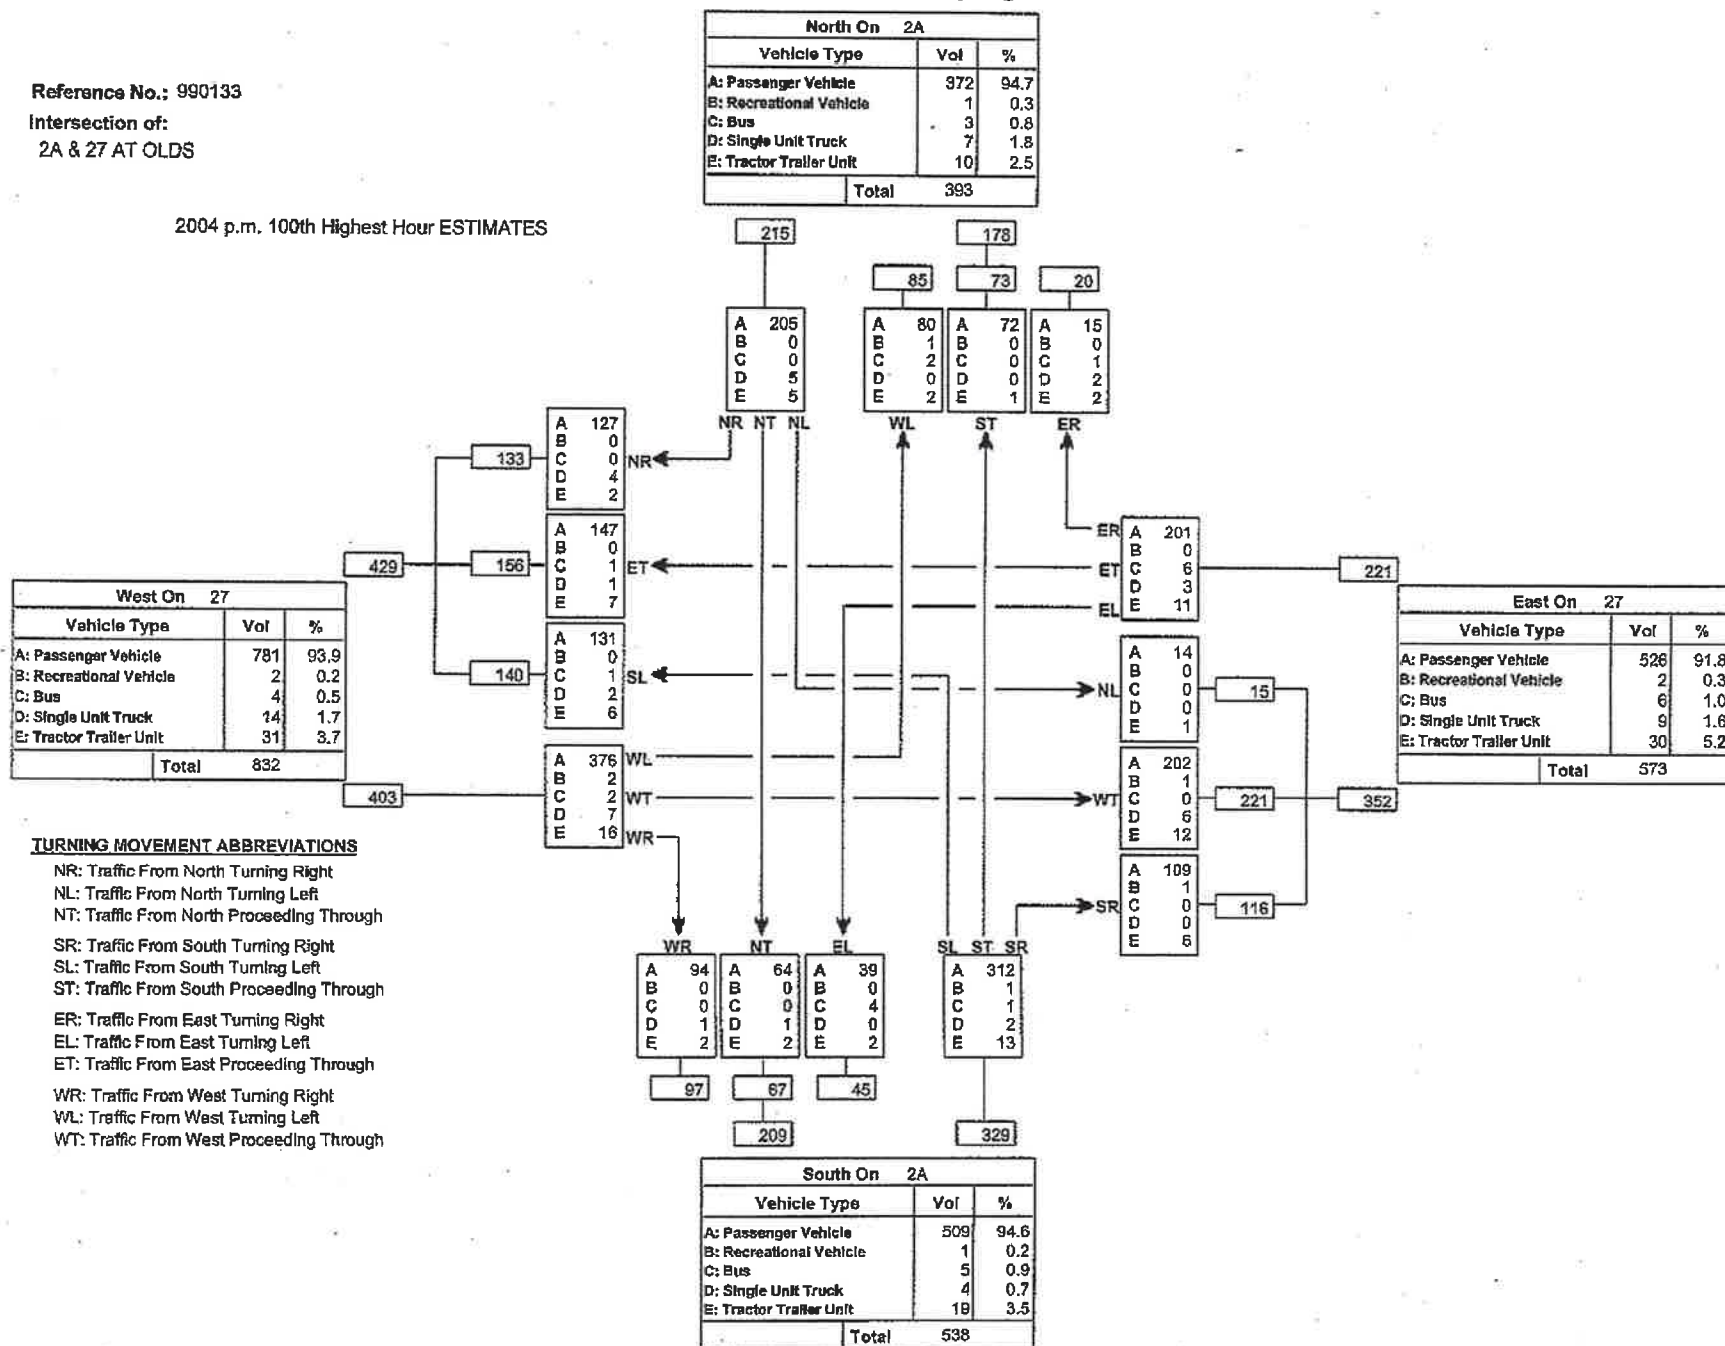 North On 2A
Vehicle Type Vol %
A: Passenger Vehicle 372 94.7
B: Recreational Vehicle 1 0.3
C: Bus 3 0.8
D: Single Unit Truck 7 1.8
E: Tractor Trailer Unit 10 2.5
Total 393
Reference No.: 990133
Intersection of:
2A & 27 AT OLDS
2004 p.m. 100th Highest Hour ESTIMATES
215
178
85
73
20
A 205
B 0
C 0
D 5
E 5
A 80
B 1
C 2
D 0
E 2
A 72
B 0
C 0
D 0
E 1
A 15
B 0
C 1
D 2
E 2
NR NT NL
WL
ST
ER
133
A 127
B 0
C 0
D 4
E 2
NR
429
156
A 147
B 0
C 1
D 1
E 7
ET
140
A 131
B 0
C 1
D 2
E 6
SL
403
A 376
B 2
C 2
D 7
E 16
WL
WT
WR
ER
ET
EL
A 201
B 0
C 6
D 3
E 11
221
NL
A 14
B 0
C 0
D 0
E 1
15
WT
A 202
B 1
C 0
D 6
E 12
221
352
SR
A 109
B 1
C 0
D 0
E 6
116
West On 27
Vehicle Type Vol %
A: Passenger Vehicle 781 93.9
B: Recreational Vehicle 2 0.2
C: Bus 4 0.5
D: Single Unit Truck 14 1.7
E: Tractor Trailer Unit 31 3.7
Total 832
East On 27
Vehicle Type Vol %
A: Passenger Vehicle 526 91.8
B: Recreational Vehicle 2 0.3
C: Bus 6 1.0
D: Single Unit Truck 9 1.6
E: Tractor Trailer Unit 30 5.2
Total 573
TURNING MOVEMENT ABBREVIATIONS
NR: Traffic From North Turning Right
NL: Traffic From North Turning Left
NT: Traffic From North Proceeding Through
SR: Traffic From South Turning Right
SL: Traffic From South Turning Left
ST: Traffic From South Proceeding Through
ER: Traffic From East Turning Right
EL: Traffic From East Turning Left
ET: Traffic From East Proceeding Through
WR: Traffic From West Turning Right
WL: Traffic From West Turning Left
WT: Traffic From West Proceeding Through
WR
NT
EL
SL ST SR
A 94
B 0
C 0
D 1
E 2
A 64
B 0
C 0
D 1
E 2
A 39
B 0
C 4
D 0
E 2
A 312
B 1
C 1
D 2
E 13
97
67
45
209
329
South On 2A
Vehicle Type Vol %
A: Passenger Vehicle 509 94.6
B: Recreational Vehicle 1 0.2
C: Bus 5 0.9
D: Single Unit Truck 4 0.7
E: Tractor Trailer Unit 19 3.5
Total 538